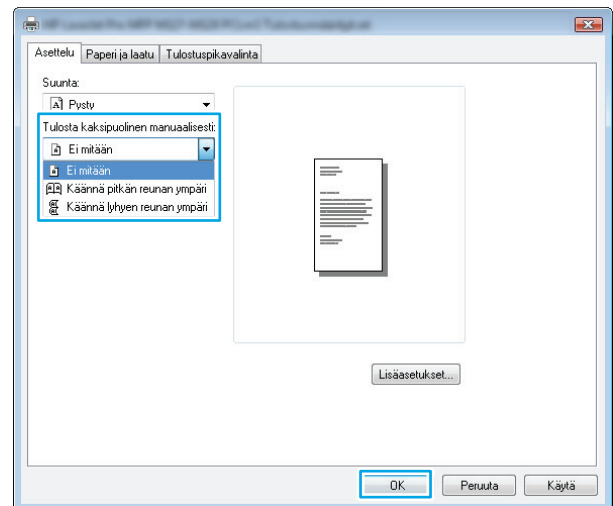 Asettelu Paperi ja laatu Tulostuspikavalinta
Suunta:
A Pysty
Tulosta kaksipuolinen manuaalisesti:
Ei mitään
Ei mitään
Käännä pitkän reunan ympäri
Käännä lyhyen reunan ympäri
Lisäasetukset...
OK Peruuta Käytä